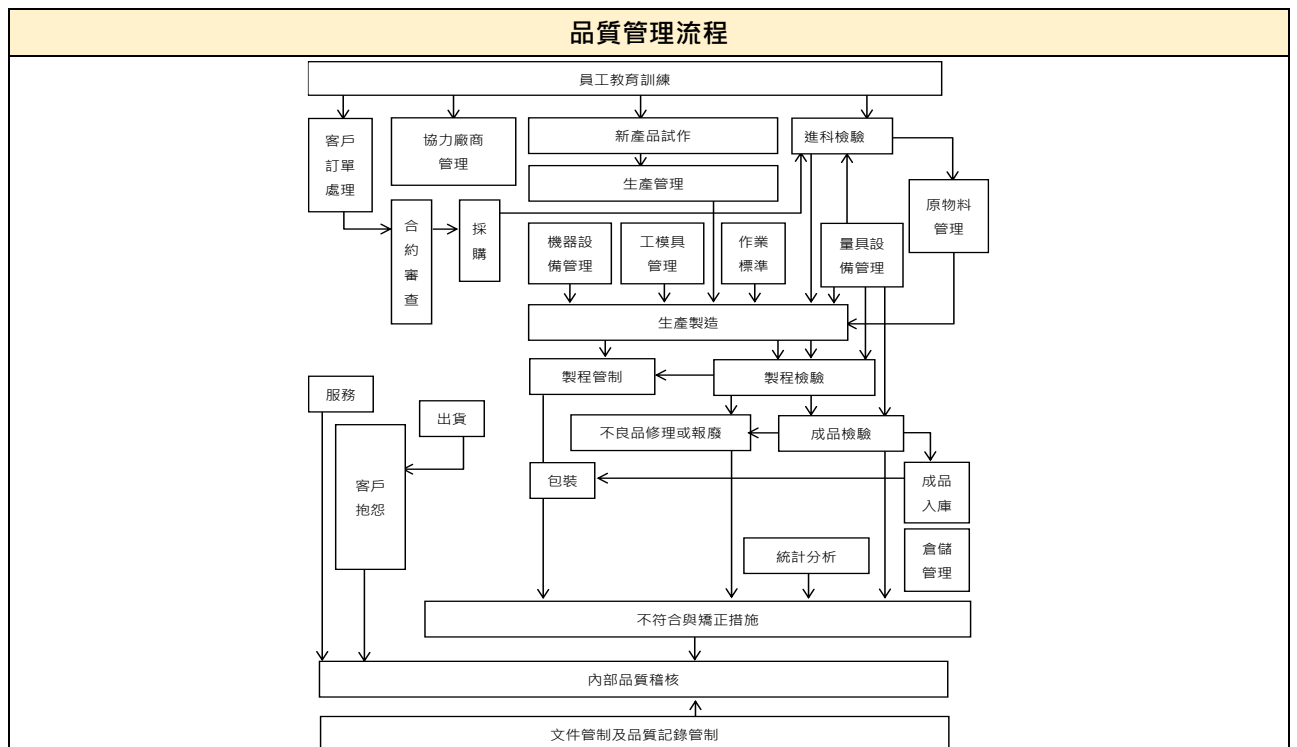 品質管理流程
員工教育訓練
客戶
訂單
處理
協力廠商
管理
新產品試作
進科檢驗
生產管理
原物料
管理
合
約
審
查
採
購
機器設
備管理
工模具
管理
作業
標準
量具設
備管理
生產製造
製程管制
製程檢驗
服務
出貨
不良品修理或報廢
成品檢驗
客戶
抱怨
包裝
成品
入庫
統計分析
倉儲
管理
不符合與矯正措施
內部品質稽核
文件管制及品質記錄管制